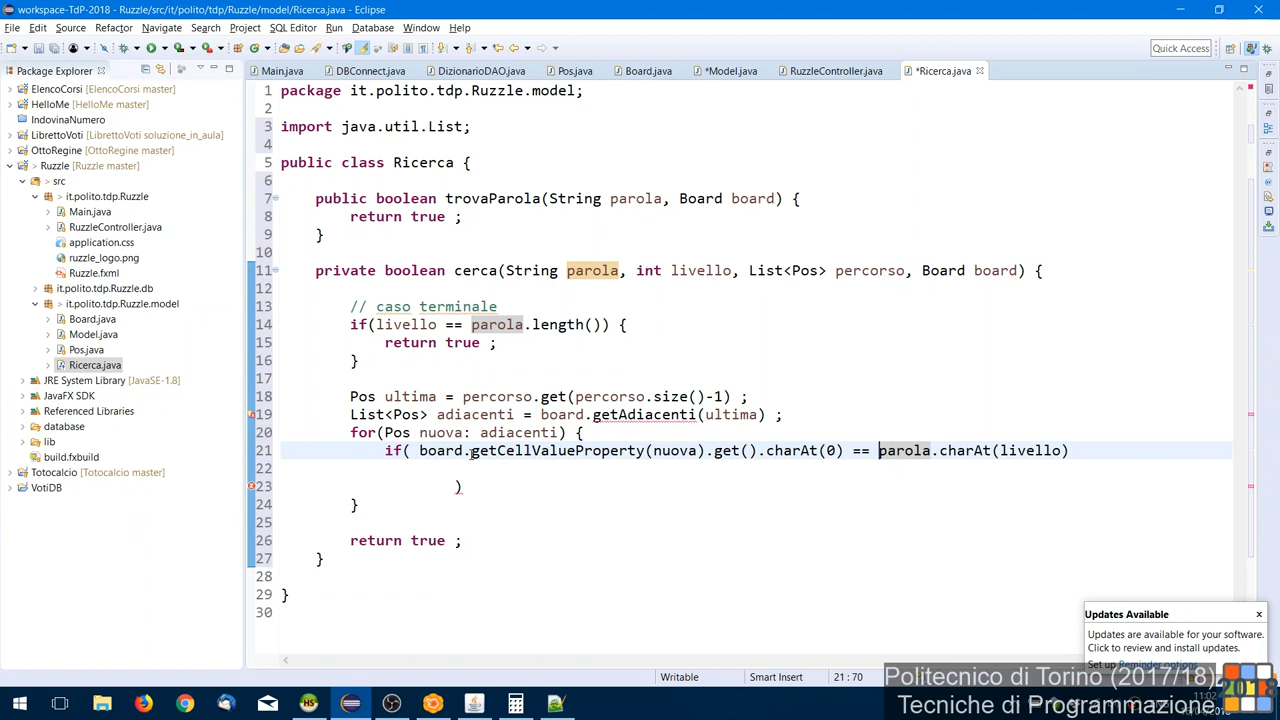 workspace-TdP-2018 - Ruzzle/src/it/polito/tdp/Ruzzle/model/Ricerca.java - Eclipse
File Edit Source Refactor Navigate Search Project SQL Editor Run Database Window Help
Quick Access
Package Explorer
Main.java DBConnect.java DizionarioDAO.java Pos.java Board.java *Model.java RuzzleController.java *Ricerca.java
ElencoCorsi [ElencoCorsi master]
HelloMe [HelloMe master]
IndovinaNumero
LibrettoVoti [LibrettoVoti soluzione_in_aula]
OttoRegine [OttoRegine master]
Ruzzle [Ruzzle master]
src
it.polito.tdp.Ruzzle
Main.java
RuzzleController.java
application.css
ruzzle_logo.png
Ruzzle.fxml
it.polito.tdp.Ruzzle.db
it.polito.tdp.Ruzzle.model
Board.java
Model.java
Pos.java
Ricerca.java
JRE System Library [JavaSE-1.8]
JavaFX SDK
Referenced Libraries
database
lib
build.fxbuild
Totocalcio [Totocalcio master]
VotiDB
1 package it.polito.tdp.Ruzzle.model;
2
3 import java.util.List;
4
5 public class Ricerca {
6
7 public boolean trovaParola(String parola, Board board) {
8 return true ;
9 }
10
11 private boolean cerca(String parola, int livello, List<Pos> percorso, Board board) {
12
13 // caso terminale
14 if(livello == parola.length()) {
15 return true ;
16 }
17
18 Pos ultima = percorso.get(percorso.size()-1) ;
19 List<Pos> adiacenti = board.getAdiacenti(ultima) ;
20 for(Pos nuova: adiacenti) {
21 if( board.getCellValueProperty(nuova).get().charAt(0) == parola.charAt(livello)
22
23 )
24 }
25
26 return true ;
27 }
28
29 }
30
Updates Available
Updates are available for your software.
Click to review and install updates.
Set up Reminder options
Writable Smart Insert 21 : 70
Politecnico di Torino (2017/18)
Tecniche di Programmazione
2018
11:02